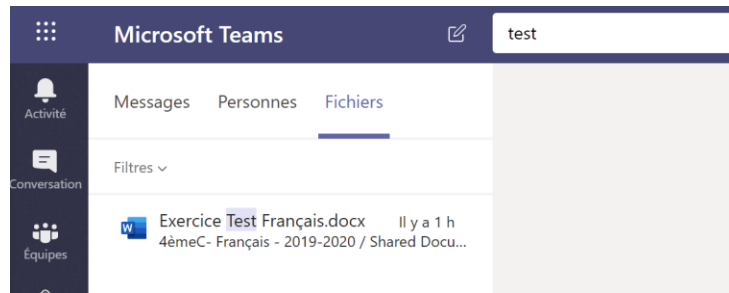 Microsoft Teams
test
Activité
Messages Personnes Fichiers
Filtres
Conversation
W Exercice Test Français.docx Il y a 1 h
4èmeC- Français - 2019-2020 / Shared Docu...
Équipes